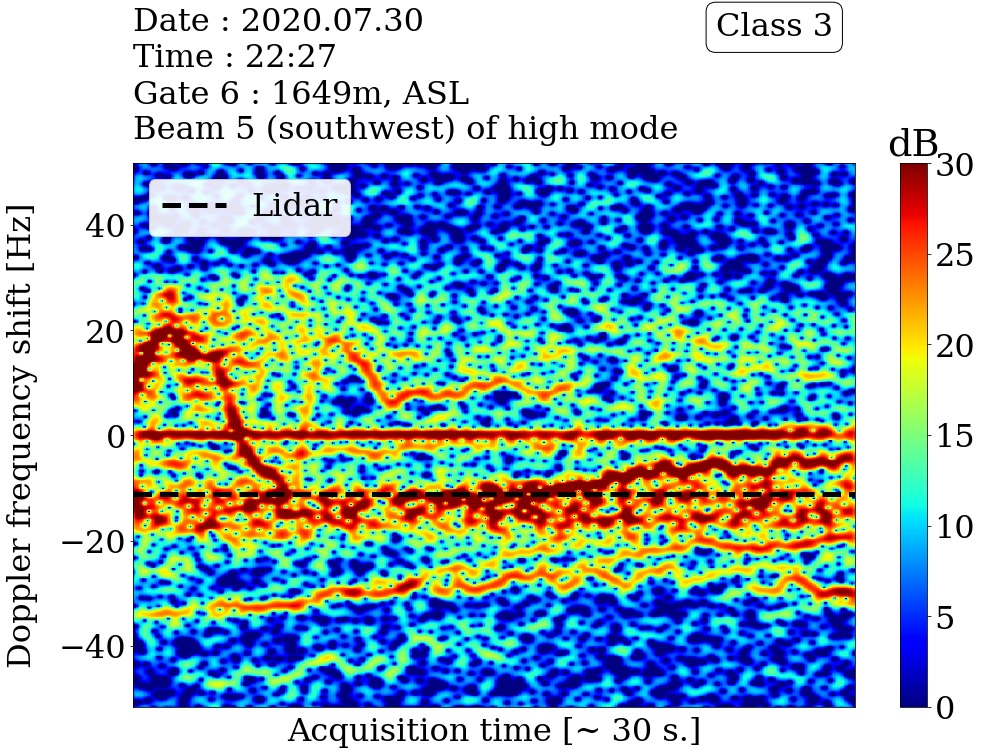 Date : 2020.07.30
Time : 22:27
Gate 6 : 1649m, ASL
Beam 5 (southwest) of high mode
Class 3
dB
Lidar
Doppler frequency shift [Hz]
40
20
0
−20
−40
30
25
20
15
10
5
0
Acquisition time [~ 30 s.]